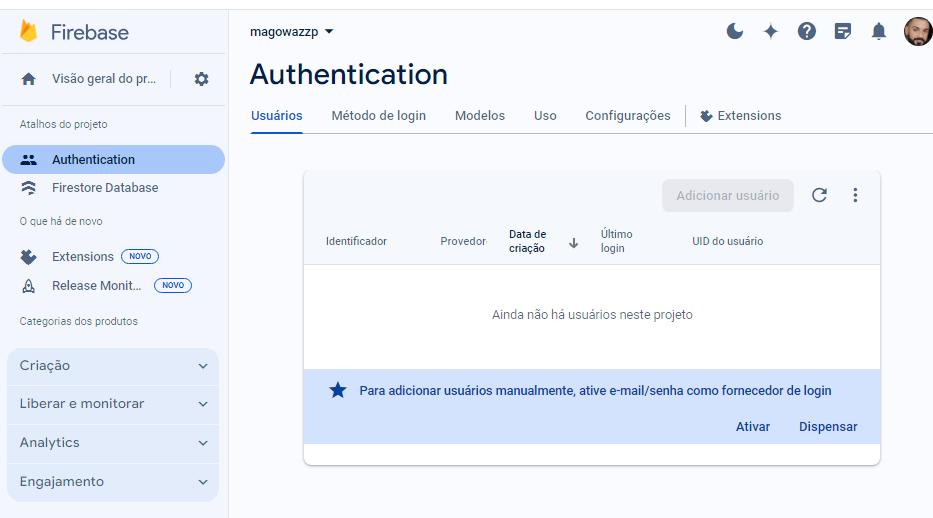 Firebase
magowazzp
Visão geral do pr...
Authentication
Usuários
Método de login
Modelos
Uso
Configurações
Extensions
Atalhos do projeto
Authentication
Firestore Database
O que há de novo
Extensions
NOVO
Release Monit...
NOVO
Categorias dos produtos
Criação
Liberar e monitorar
Analytics
Engajamento
Adicionar usuário
Identificador
Provedor
Data de
criação
Último
login
UID do usuário
Ainda não há usuários neste projeto
Para adicionar usuários manualmente, ative e-mail/senha como fornecedor de login
Ativar
Dispensar